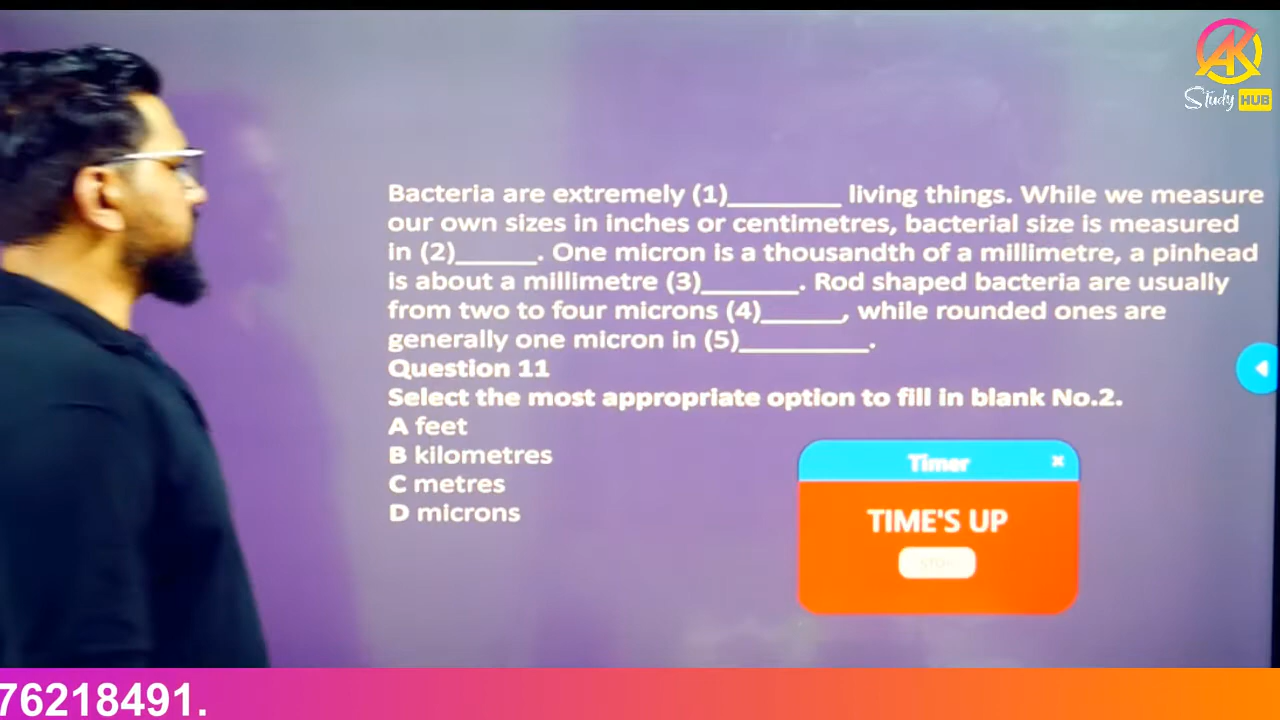 AK
Study HUB
Bacteria are extremely (1)________ living things. While we measure
our own sizes in inches or centimetres, bacterial size is measured
in (2)______. One micron is a thousandth of a millimetre, a pinhead
is about a millimetre (3)_______. Rod shaped bacteria are usually
from two to four microns (4)______, while rounded ones are
generally one micron in (5)__________.
Question 11
Select the most appropriate option to fill in blank No.2.
A feet
B kilometres
C metres
D microns
Timer
TIME'S UP
76218491.